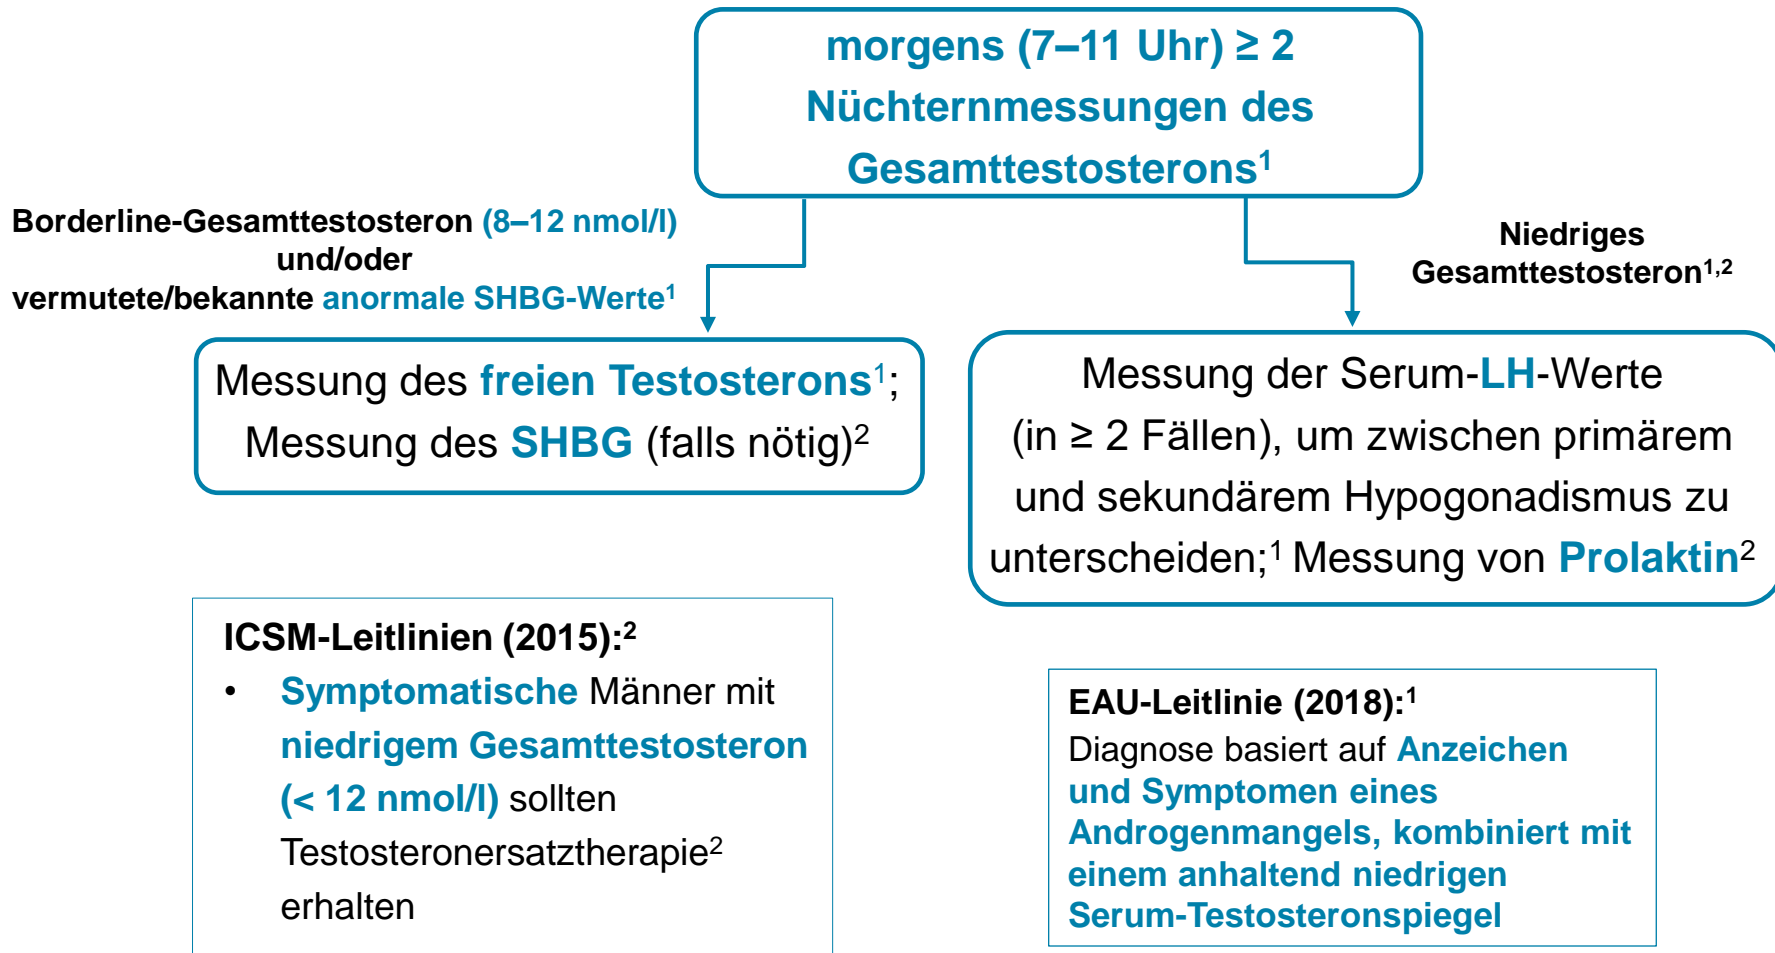 morgens (7–11 Uhr) ≥ 2
Nüchternmessungen des
Gesamttestosterons¹
Borderline-Gesamttestosteron (8–12 nmol/l)
und/oder
vermutete/bekannte anormale SHBG-Werte¹
Niedriges
Gesamttestosteron¹,²
Messung des freien Testosterons¹;
Messung des SHBG (falls nötig)²
Messung der Serum-LH-Werte
(in ≥ 2 Fällen), um zwischen primärem
und sekundärem Hypogonadismus zu
unterscheiden;¹ Messung von Prolaktin²
ICSM-Leitlinien (2015):²
• Symptomatische Männer mit
niedrigem Gesamttestosteron
(< 12 nmol/l) sollten
Testosteronersatztherapie²
erhalten
EAU-Leitlinie (2018):¹
Diagnose basiert auf Anzeichen
und Symptomen eines
Androgenmangels, kombiniert mit
einem anhaltend niedrigen
Serum-Testosteronspiegel